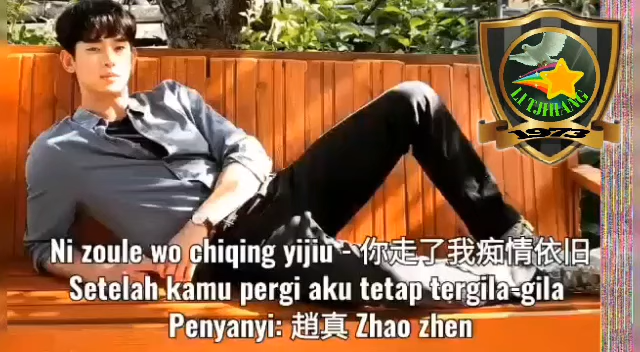 LITJHIANG
1973
Ni zoule wo chiqing yijiu - 你走了我痴情依旧
Setelah kamu pergi aku tetap tergila-gila
Penyanyi: 趙真 Zhao zhen